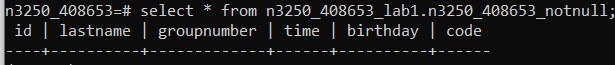 n3250_408653=# select * from n3250_408653_lab1.n3250_408653_notnull;
 id | lastname | groupnumber | time | birthday | code
----+----------+-------------+------+----------+------